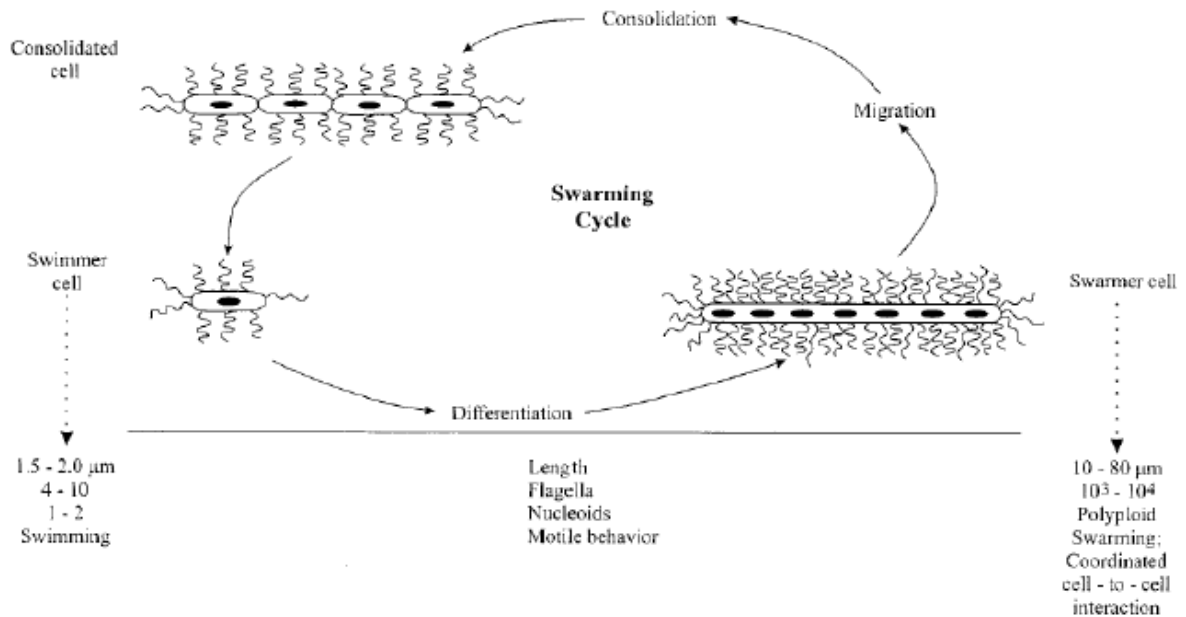 Consolidation
Consolidated
cell
Migration
Swarming
Cycle
Swimmer
cell
Swarmer cell
Differentiation
1.5 - 2.0 μm
Length
10 - 80 μm
4 - 10
Flagella
10³ - 10⁴
1 - 2
Nucleoids
Polyploid
Swimming
Motile behavior
Swarming;
Coordinated
cell - to - cell
interaction